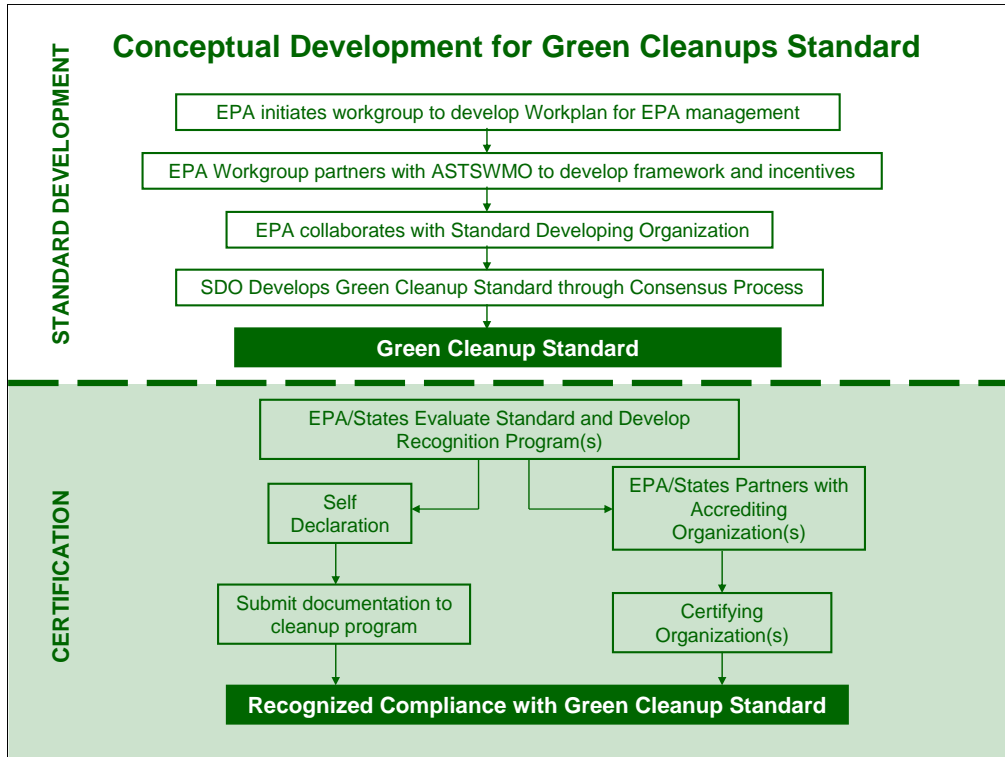 Conceptual Development for Green Cleanups Standard
STANDARD DEVELOPMENT
EPA initiates workgroup to develop Workplan for EPA management
EPA Workgroup partners with ASTSWMO to develop framework and incentives
EPA collaborates with Standard Developing Organization
SDO Develops Green Cleanup Standard through Consensus Process
Green Cleanup Standard
CERTIFICATION
EPA/States Evaluate Standard and Develop
Recognition Program(s)
Self
Declaration
EPA/States Partners with
Accrediting
Organization(s)
Submit documentation to
cleanup program
Certifying
Organization(s)
Recognized Compliance with Green Cleanup Standard